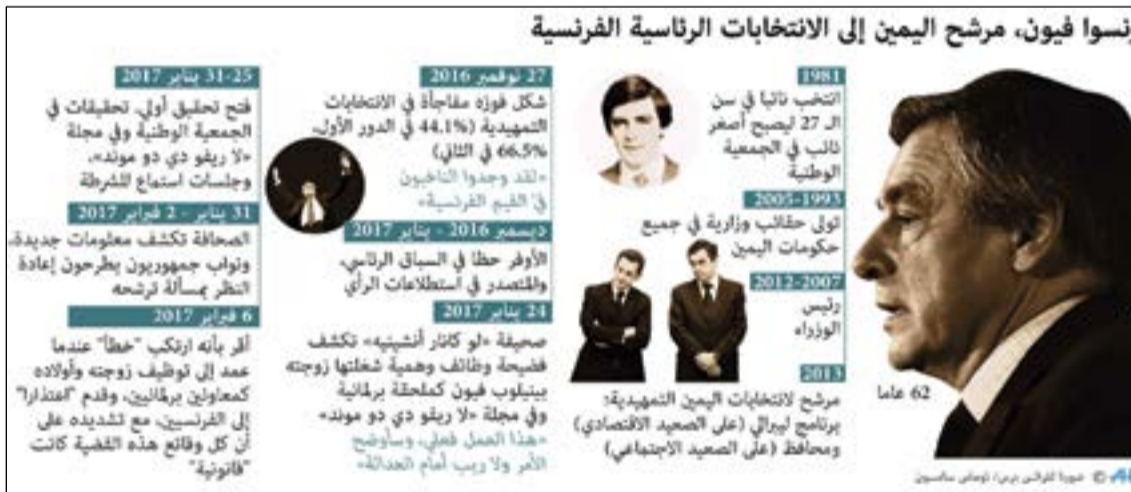 نسوا فيون، مرشح اليمين إلى الانتخابات الرئاسية الفرنسية
1981
انتخب نائبا في سن
الـ 27 ليصبح أصغر
نائب في الجمعية
الوطنية
2005-1993
تولى حقائب وزارية في جميع
حكومات اليمين
2012-2007
رئيس
الوزراء
2013
مرشح لانتخابات اليمين التمهيدية:
برنامج ليبرالي (على الصعيد الاقتصادي)
ومحافظ (على الصعيد الاجتماعي)
62 عاما
27 نوفمبر 2016
شكل فوزه مفاجأة في الانتخابات
التمهيدية (44.1% في الدور الأول،
66.5% في الثاني)
«لقد وجدوا الناخبون
في القيم الفرنسية»
ديسمبر 2016 - يناير 2017
الأوفر حظا في السباق الرئاسي،
والمتصدر في استطلاعات الرأي
24 يناير 2017
صحيفة «لو كانار أنشينيه» تكشف
فضيحة وظائف وهمية شغلتها زوجته
بينيلوب فيون كملحقة برلمانية
وفي مجلة «لا ريفو دي دو موند»
«هذا العمل فعلي، وسأوضح
الأمر ولا ريب أمام العدالة»
31-25 يناير 2017
فتح تحقيق أولي، تحقيقات في
الجمعية الوطنية وفي مجلة
«لا ريفو دي دو موند»،
وجلسات استماع للشرطة
31 يناير - 2 فبراير 2017
الصحافة تكشف معلومات جديدة،
ونواب جمهوريون يطرحون إعادة
النظر بمسألة ترشحه
6 فبراير 2017
أقر بأنه ارتكب "خطأ" عندما
عمد إلى توظيف زوجته وأولاده
كمعاونين برلمانيين، وقدم "اعتذارا"
إلى الفرنسيين، مع تشديده على
أن كل وقائع هذه القضية كانت
"قانونية"